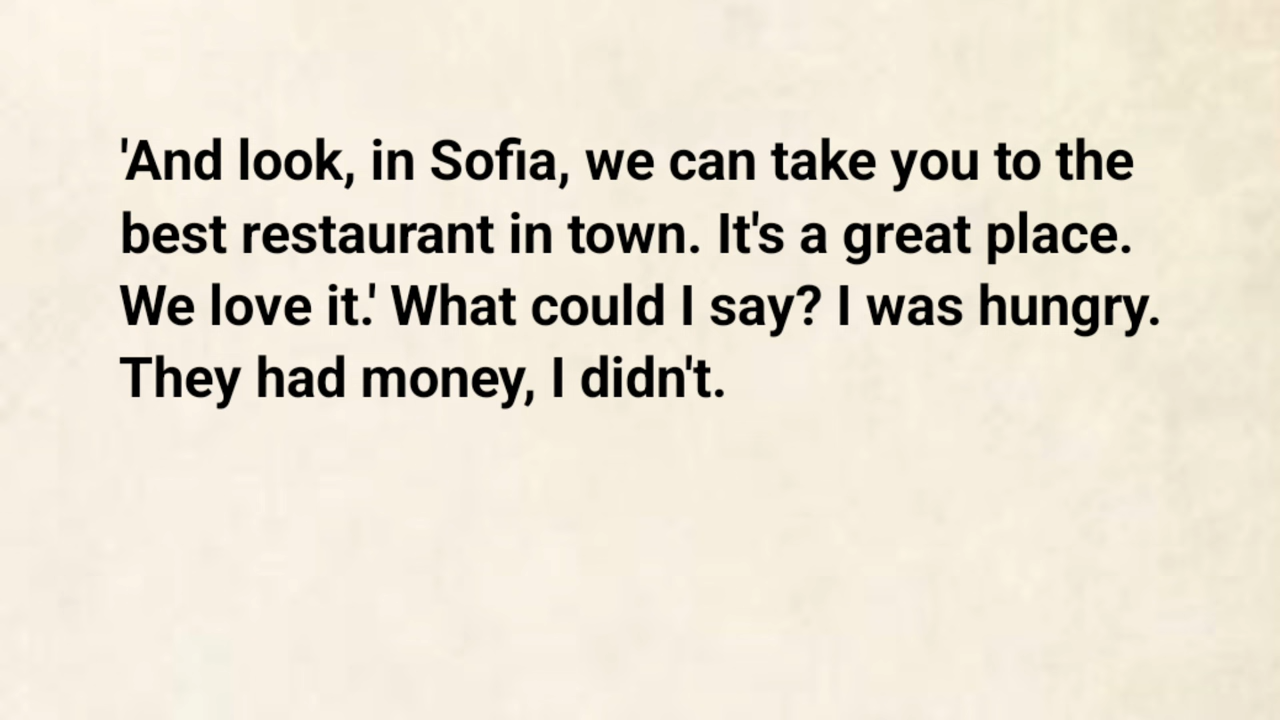 'And look, in Sofia, we can take you to the
best restaurant in town. It's a great place.
We love it.' What could I say? I was hungry.
They had money, I didn't.